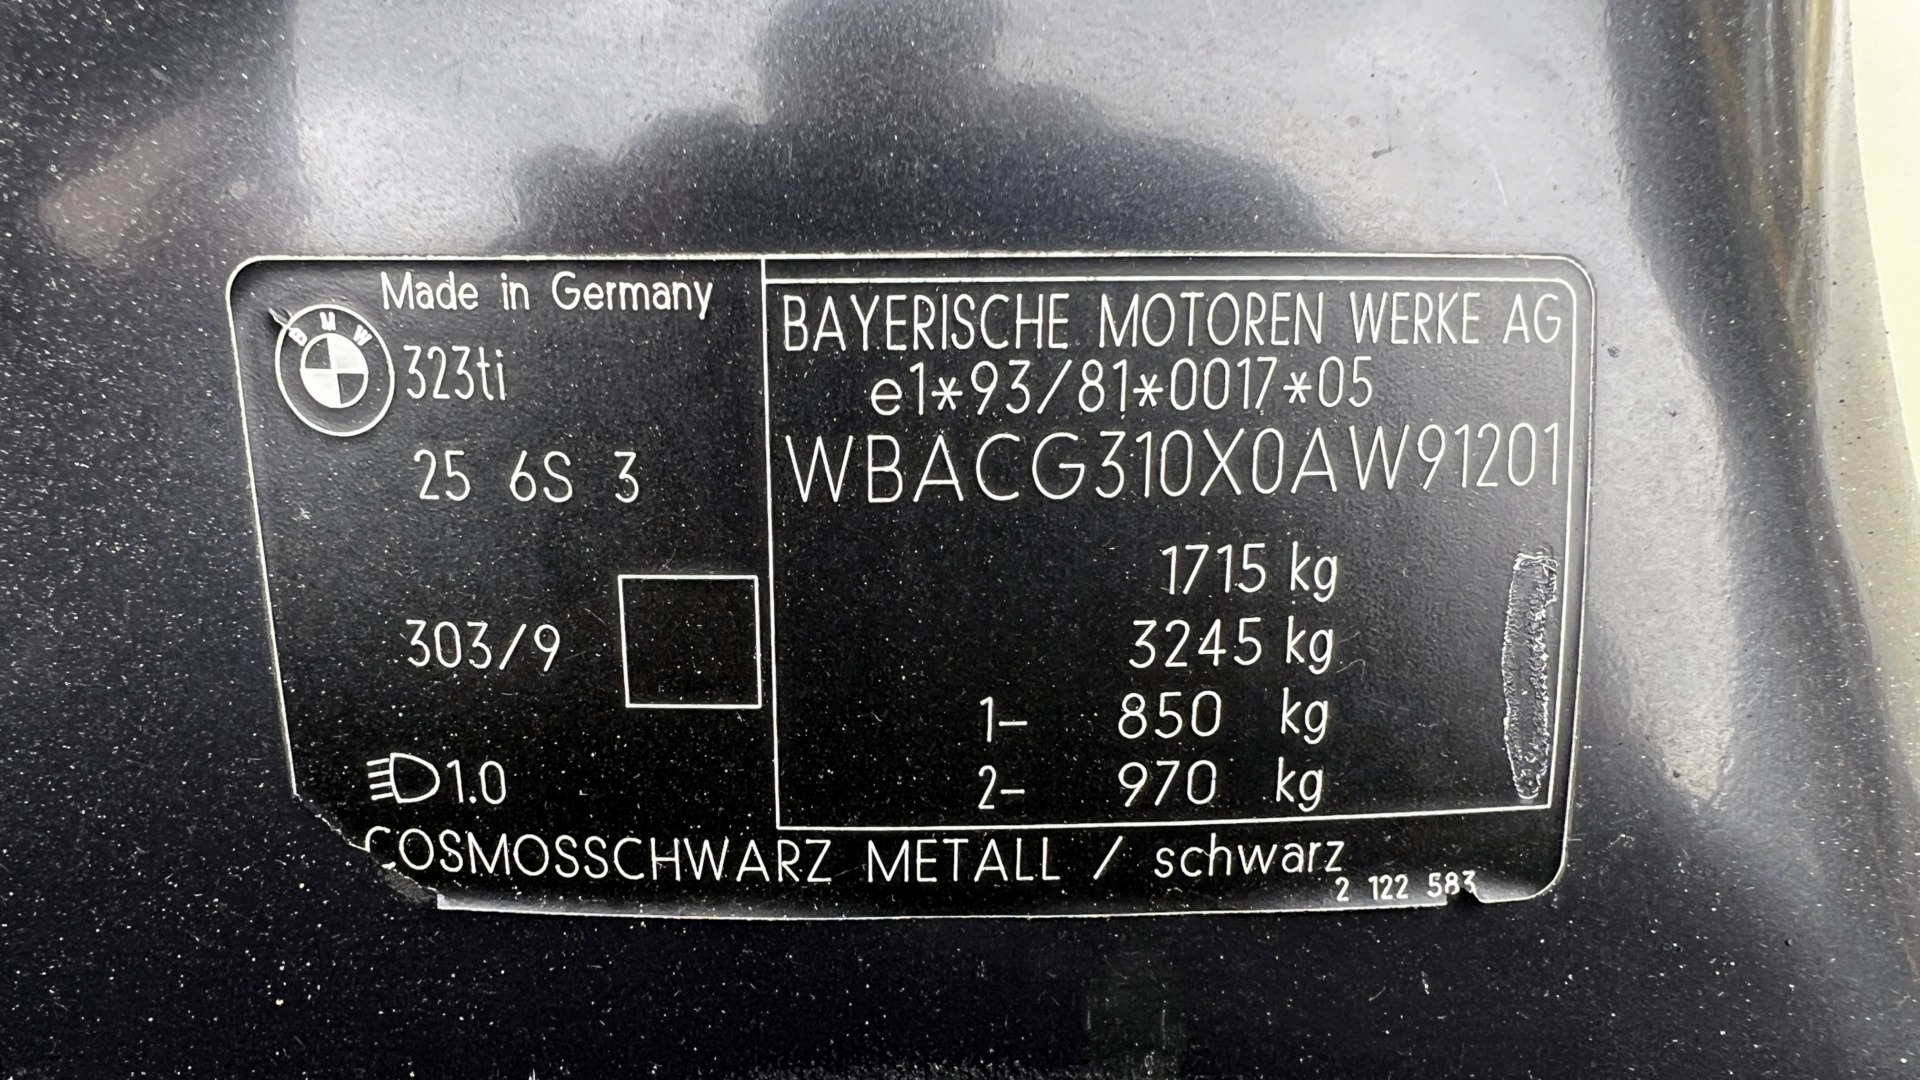 Made in Germany
BMW
323ti
25 6S 3
303/9
1.0
BAYERISCHE MOTOREN WERKE AG
e1*93/81*0017*05
WBACG310X0AW91201
1715 kg
3245 kg
1- 850 kg
2- 970 kg
COSMOSSCHWARZ METALL / schwarz
2 122 583